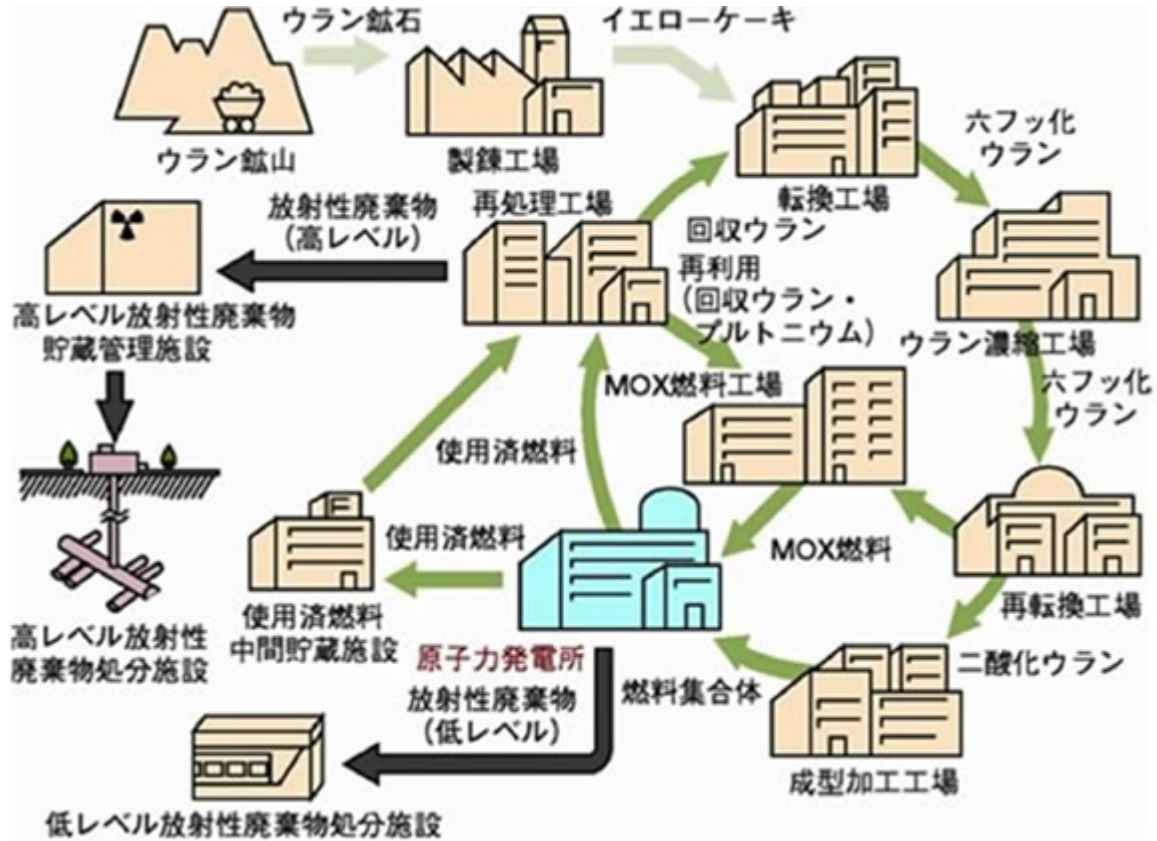 ウラン鉱石
イエローケーキ
ウラン鉱山
製錬工場
転換工場
六フッ化
ウラン
放射性廃棄物
(高レベル)
再処理工場
回収ウラン
再利用
(回収ウラン・
プルトニウム)
ウラン濃縮工場
高レベル放射性廃棄物
貯蔵管理施設
MOX燃料工場
六フッ化
ウラン
使用済燃料
使用済燃料
MOX燃料
再転換工場
使用済燃料
中間貯蔵施設
高レベル放射性
廃棄物処分施設
原子力発電所
二酸化ウラン
燃料集合体
放射性廃棄物
(低レベル)
成型加工工場
低レベル放射性廃棄物処分施設